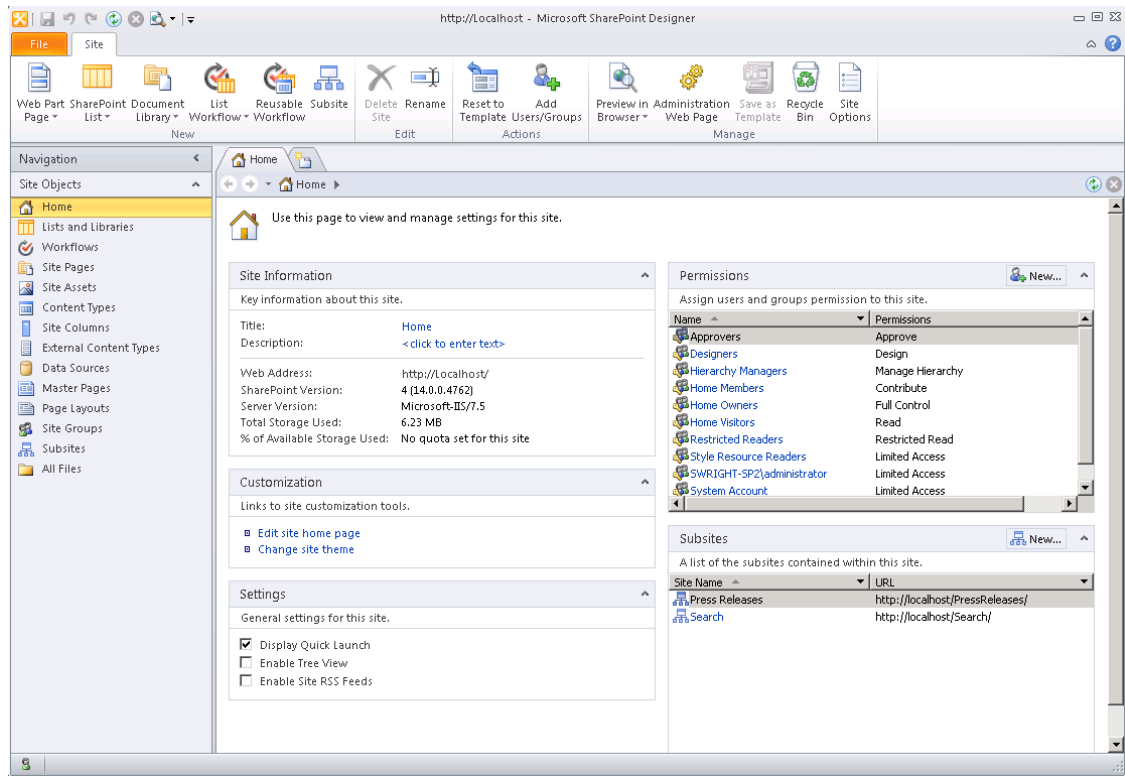 http://Localhost - Microsoft SharePoint Designer
File Site
Web Part Page
SharePoint List
Document Library
List Workflow
Reusable Workflow
Subsite
Delete Site
Rename
Reset to Template
Add Users/Groups
Preview in Browser
Administration Web Page
Save as Template
Recycle Bin
Site Options
New Edit Actions Manage
Navigation
Site Objects
Home
Lists and Libraries
Workflows
Site Pages
Site Assets
Content Types
Site Columns
External Content Types
Data Sources
Master Pages
Page Layouts
Site Groups
Subsites
All Files
Home
Home
Use this page to view and manage settings for this site.
Site Information
Key information about this site.
Title: Home
Description: <click to enter text>
Web Address: http://Localhost/
SharePoint Version: 4 (14.0.0.4762)
Server Version: Microsoft-IIS/7.5
Total Storage Used: 6.23 MB
% of Available Storage Used: No quota set for this site
Customization
Links to site customization tools.
Edit site home page
Change site theme
Settings
General settings for this site.
Display Quick Launch
Enable Tree View
Enable Site RSS Feeds
Permissions New...
Assign users and groups permission to this site.
Name Permissions
Approvers Approve
Designers Design
Hierarchy Managers Manage Hierarchy
Home Members Contribute
Home Owners Full Control
Home Visitors Read
Restricted Readers Restricted Read
Style Resource Readers Limited Access
SWRIGHT-SP2\administrator Limited Access
System Account Limited Access
Subsites New...
A list of the subsites contained within this site.
Site Name URL
Press Releases http://localhost/PressReleases/
Search http://localhost/Search/